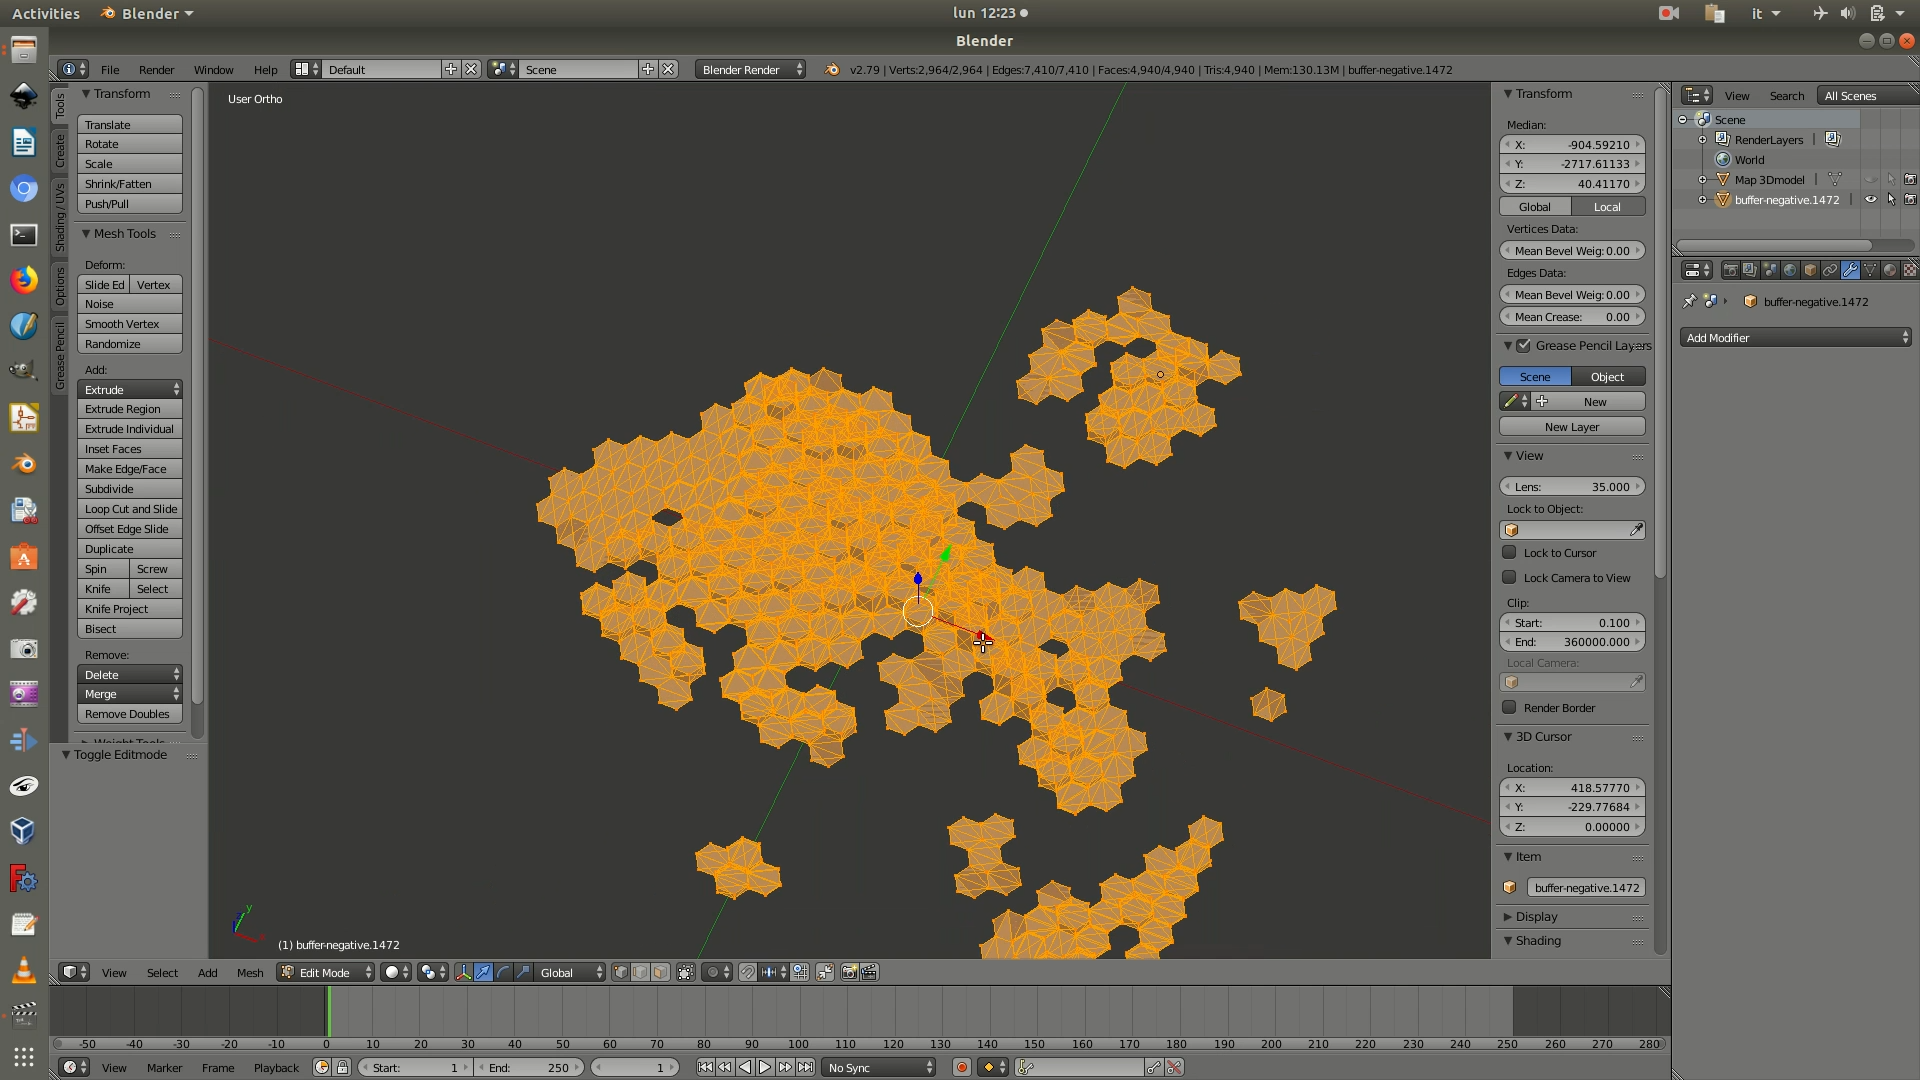 Activities Blender lun 12:23 it
Blender
File Render Window Help Default Scene Blender Render v2.79 | Verts:2,964/2,964 | Edges:7,410/7,410 | Faces:4,940/4,940 | Tris:4,940 | Mem:130.13M | buffer-negative.1472
Tools
Create
Shading / UVs
Options
Grease Pencil
Transform
Translate
Rotate
Scale
Shrink/Fatten
Push/Pull
Mesh Tools
Deform:
Slide Ed Vertex
Noise
Smooth Vertex
Randomize
Add:
Extrude
Extrude Region
Extrude Individual
Inset Faces
Make Edge/Face
Subdivide
Loop Cut and Slide
Offset Edge Slide
Duplicate
Spin Screw
Knife Select
Knife Project
Bisect
Remove:
Delete
Merge
Remove Doubles
Toggle Editmode
User Ortho
y
(1) buffer-negative.1472
Transform
Median:
X: -904.59210
Y: -2717.61133
Z: 40.41170
Global Local
Vertices Data:
Mean Bevel Weig: 0.00
Edges Data:
Mean Bevel Weig: 0.00
Mean Crease: 0.00
Grease Pencil Layers
Scene Object
New
New Layer
View
Lens: 35.000
Lock to Object:
Lock to Cursor
Lock Camera to View
Clip:
Start: 0.100
End: 360000.000
Local Camera:
Render Border
3D Cursor
Location:
X: 418.57770
Y: -229.77684
Z: 0.00000
Item
buffer-negative.1472
Display
Shading
View Search All Scenes
Scene
RenderLayers |
World
Map 3Dmodel |
buffer-negative.1472 |
buffer-negative.1472
Add Modifier
View Select Add Mesh Edit Mode Global
-50 -40 -30 -20 -10 0 10 20 30 40 50 60 70 80 90 100 110 120 130 140 150 160 170 180 190 200 210 220 230 240 250 260 270 280
View Marker Frame Playback Start: 1 End: 250 1 No Sync